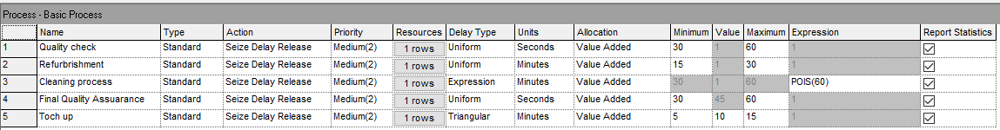 Process - Basic Process
Name Type Action Priority Resources Delay Type Units Allocation Minimum Value Maximum Expression Report Statistics
1 Quality check Standard Seize Delay Release Medium(2) 1 rows Uniform Seconds Value Added 30 1 60 1
2 Refurbrishment Standard Seize Delay Release Medium(2) 1 rows Uniform Minutes Value Added 15 1 30 1
3 Cleaning process Standard Seize Delay Release Medium(2) 1 rows Expression Minutes Value Added 30 1 60 POIS(60)
4 Final Quality Assuarance Standard Seize Delay Release Medium(2) 1 rows Uniform Seconds Value Added 30 45 60 1
5 Toch up Standard Seize Delay Release Medium(2) 1 rows Triangular Minutes Value Added 5 10 15 1